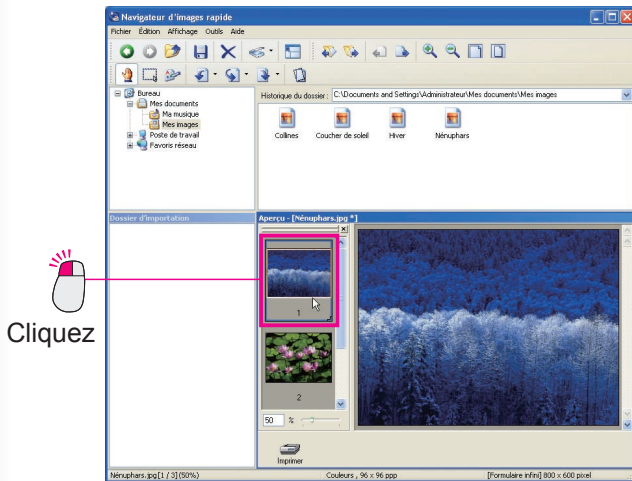 Navigateur d'images rapide
Fichier Édition Affichage Outils Aide
Bureau
Mes documents
Ma musique
Mes images
Poste de travail
Favoris réseau
Historique du dossier : C:\Documents and Settings\Administrateur\Mes documents\Mes images
Collines Coucher de soleil Hiver Nénuphars
Dossier d'importation
Aperçu - [Nénuphars.jpg *]
1
Cliquez
2
50 %
Imprimer
Nénuphars.jpg[1 / 3](50%) Couleurs , 96 × 96 ppp [Formulaire infini] 800 × 600 pixel